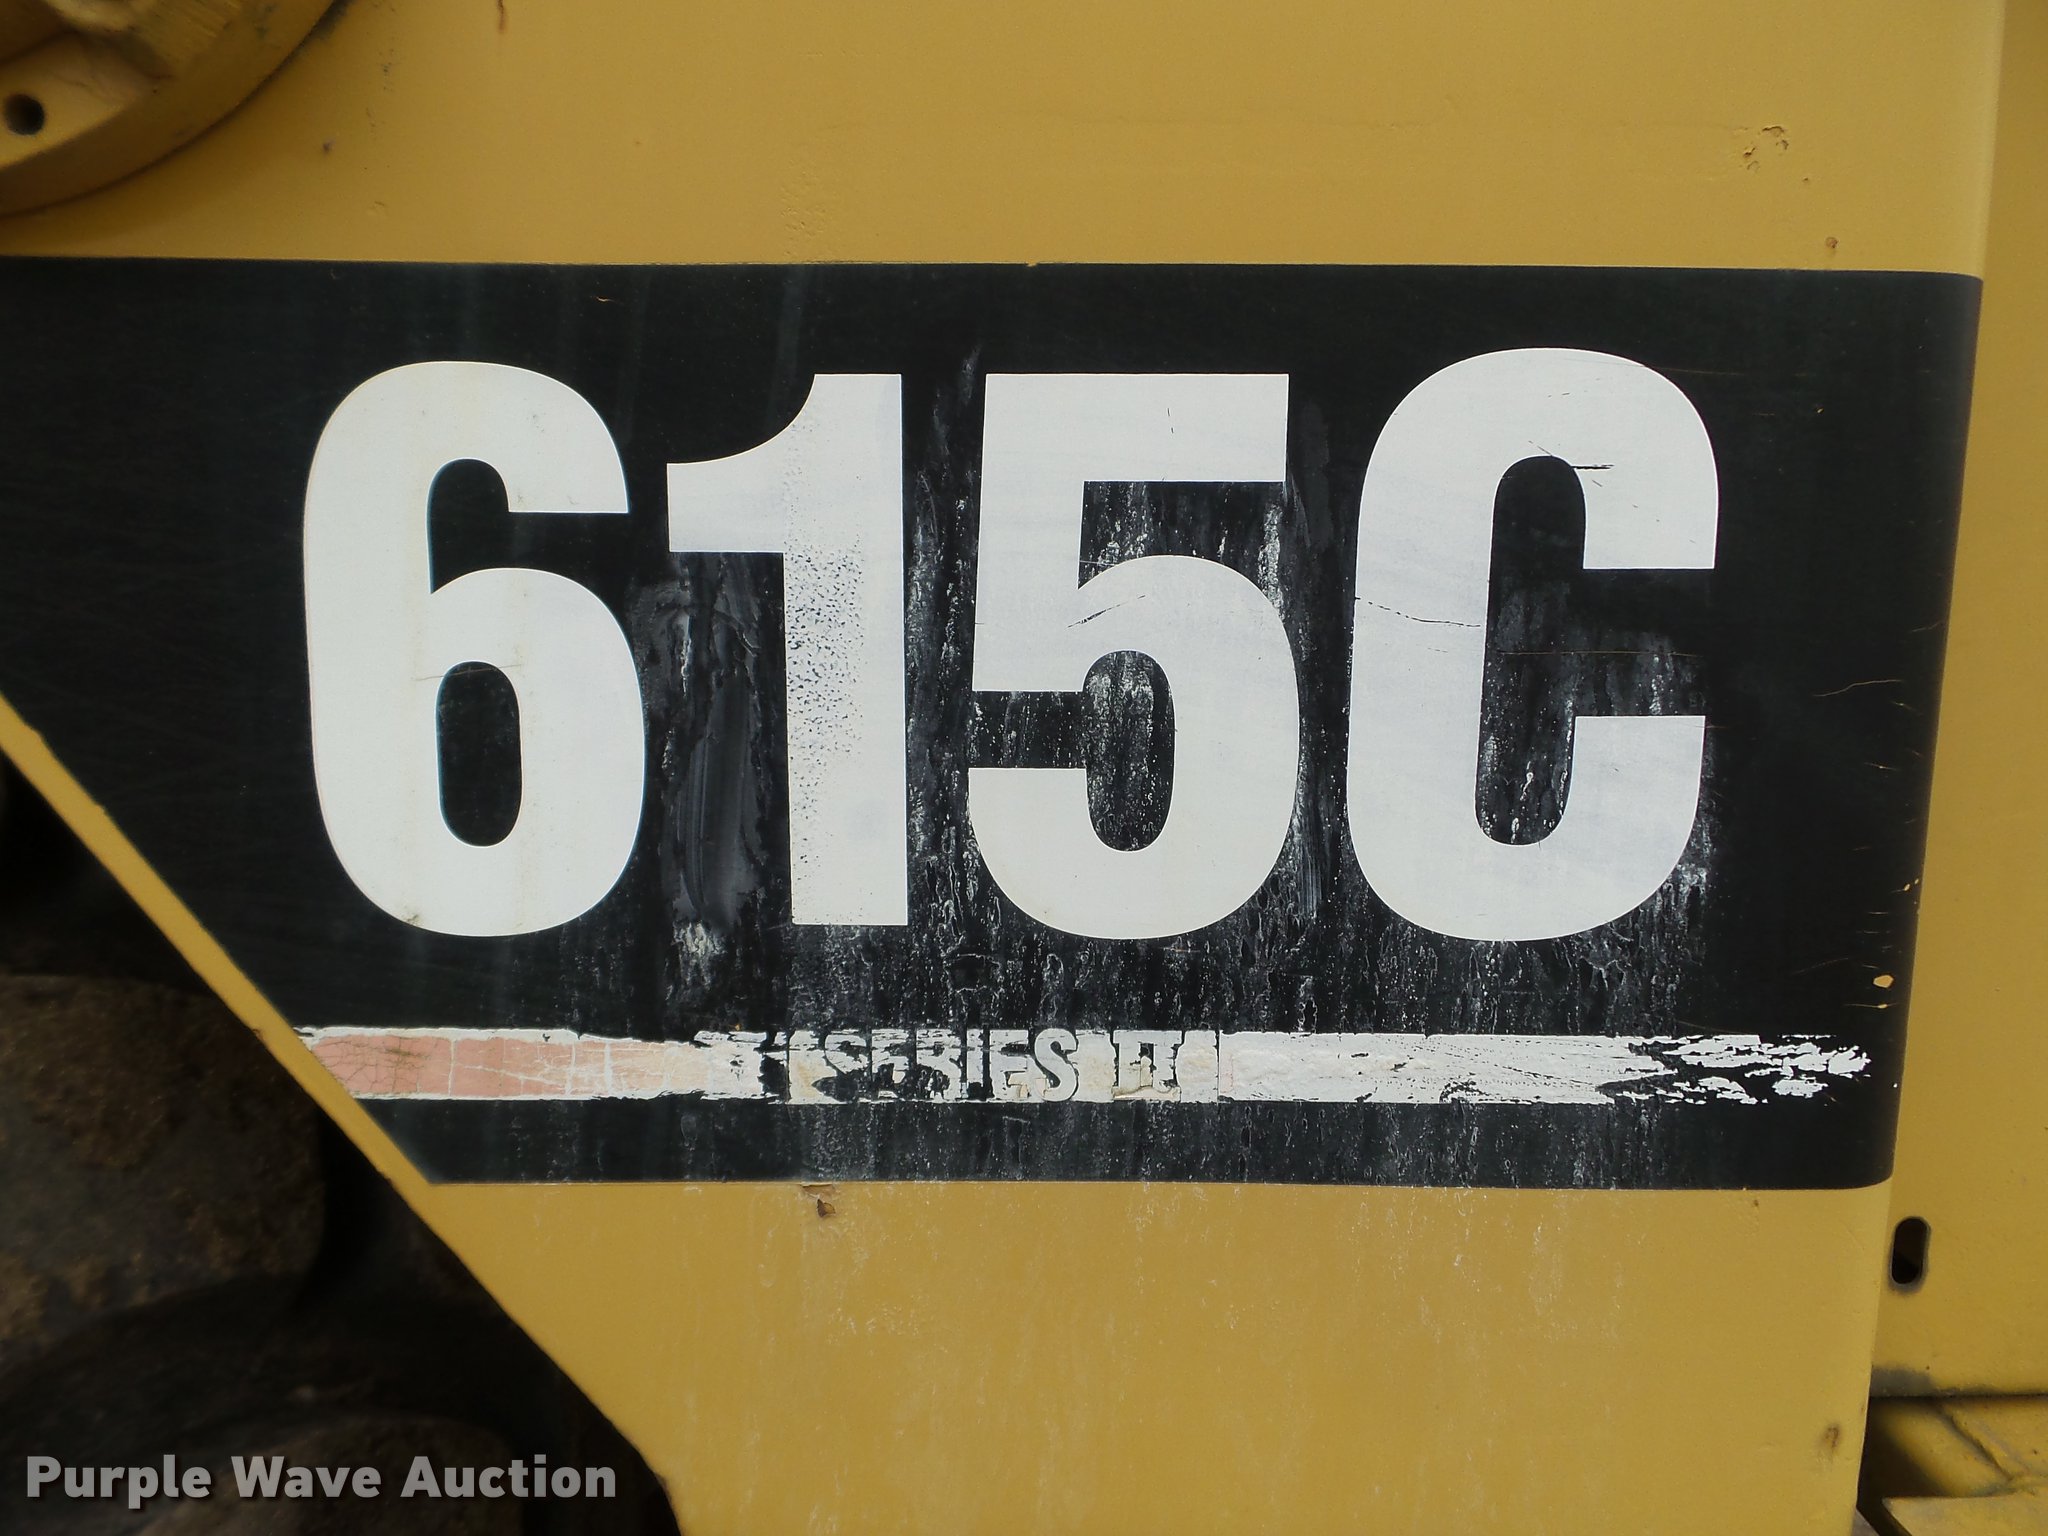 615C
SERIES II
Purple Wave Auction